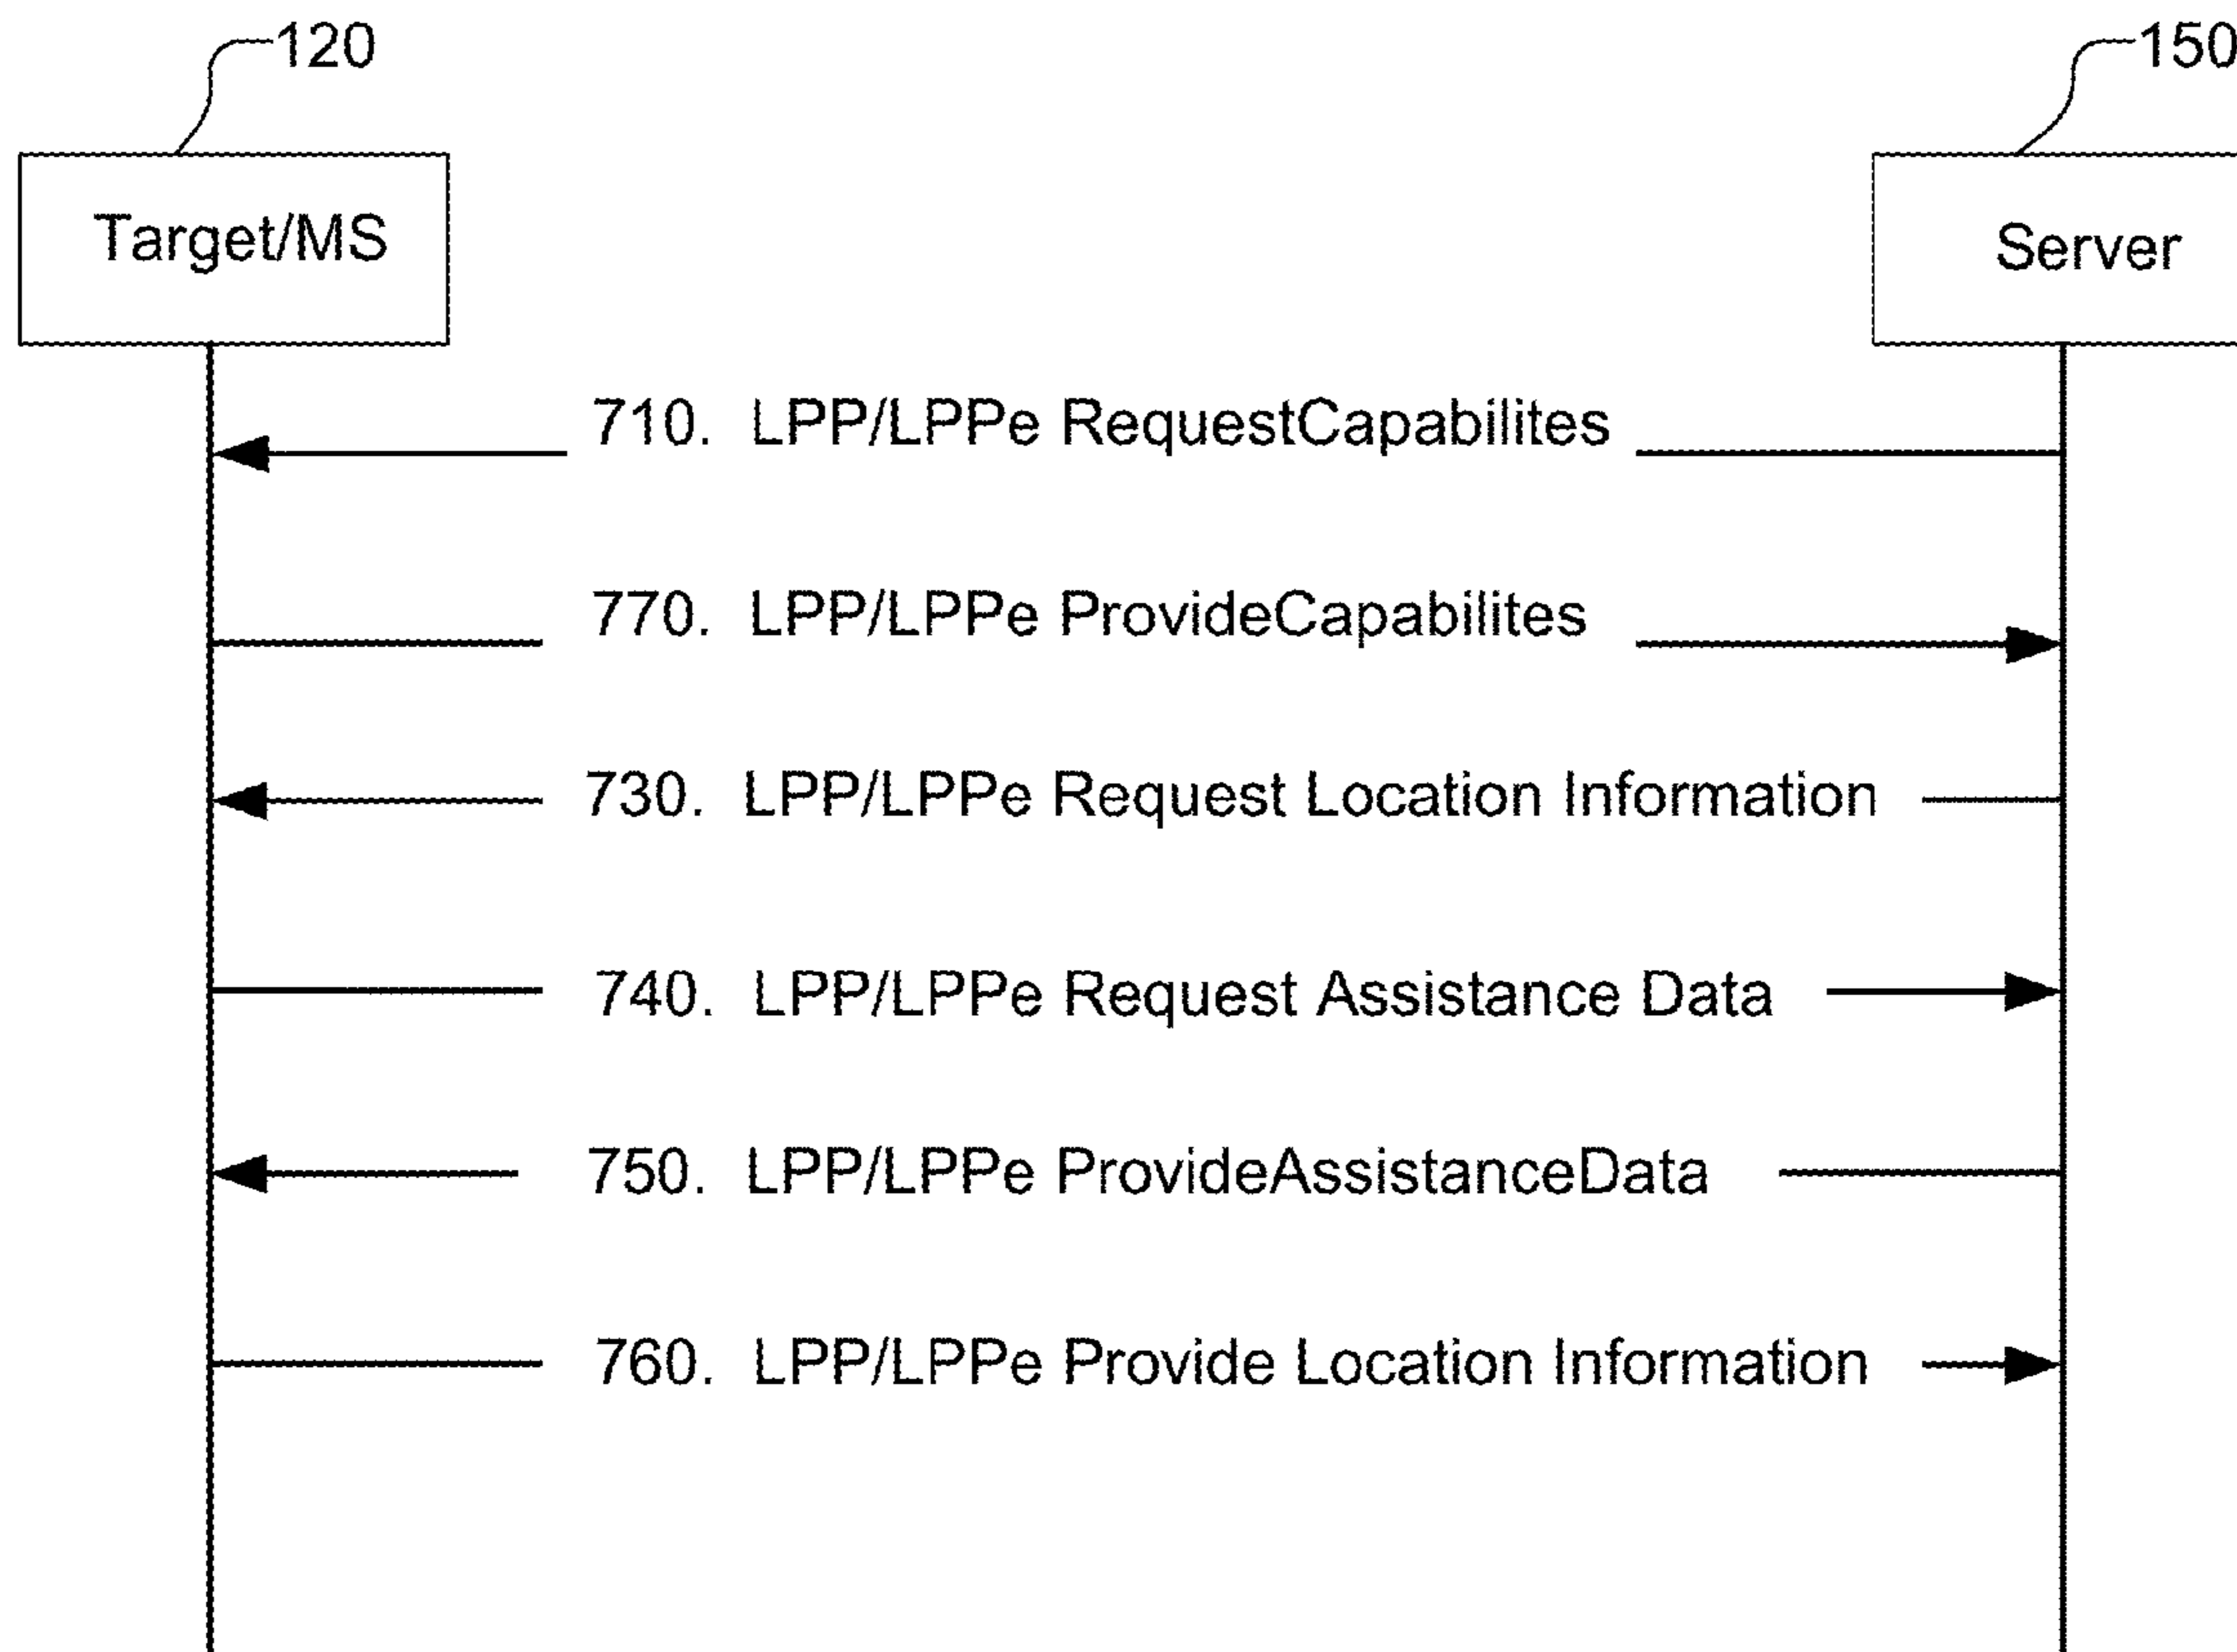 120
150
Target/MS
Server
710. LPP/LPPe RequestCapabilites
770. LPP/LPPe ProvideCapabilites
730. LPP/LPPe Request Location Information
740. LPP/LPPe Request Assistance Data
750. LPP/LPPe ProvideAssistanceData
760. LPP/LPPe Provide Location Information